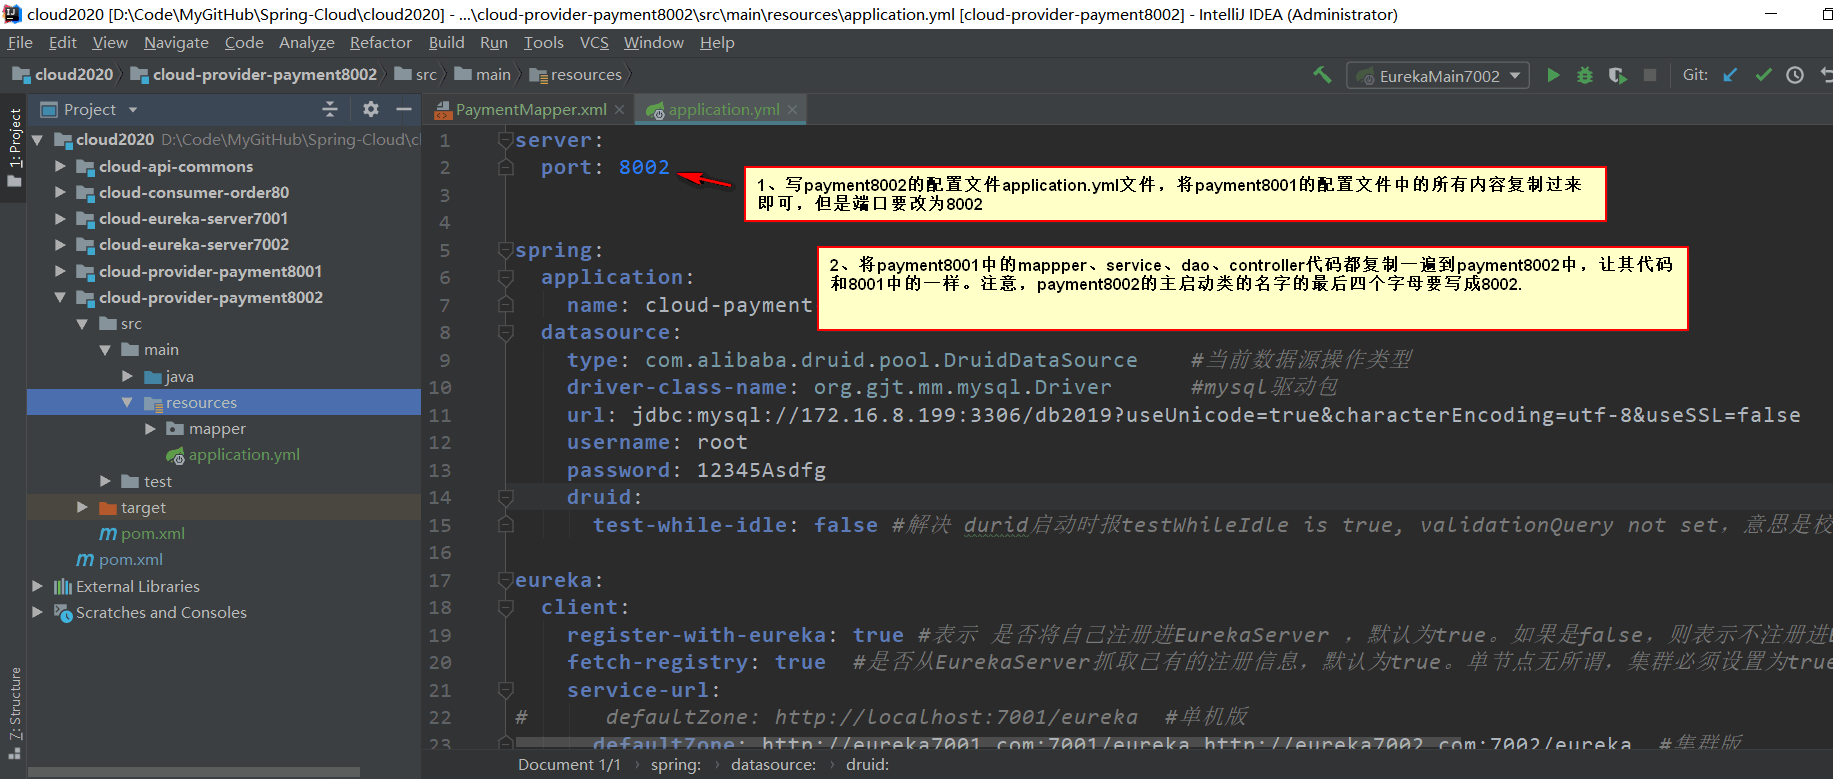 cloud2020 [D:\Code\MyGitHub\Spring-Cloud\cloud2020] - ...\cloud-provider-payment8002\src\main\resources\application.yml [cloud-provider-payment8002] - IntelliJ IDEA (Administrator)
File Edit View Navigate Code Analyze Refactor Build Run Tools VCS Window Help
cloud2020 cloud-provider-payment8002 src main resources EurekaMain7002 Git:
Project PaymentMapper.xml application.yml
1: Project
cloud2020 D:\Code\MyGitHub\Spring-Cloud\cl
cloud-api-commons
cloud-consumer-order80
cloud-eureka-server7001
cloud-eureka-server7002
cloud-provider-payment8001
cloud-provider-payment8002
src
main
java
resources
mapper
application.yml
test
target
pom.xml
pom.xml
External Libraries
Scratches and Consoles
7: Structure
1 server:
2 port: 8002
3
4
5 spring:
6 application:
7 name: cloud-payment
8 datasource:
9 type: com.alibaba.druid.pool.DruidDataSource #当前数据源操作类型
10 driver-class-name: org.gjt.mm.mysql.Driver #mysql驱动包
11 url: jdbc:mysql://172.16.8.199:3306/db2019?useUnicode=true&characterEncoding=utf-8&useSSL=false
12 username: root
13 password: 12345Asdfg
14 druid:
15 test-while-idle: false #解决 durid启动时报testWhileIdle is true, validationQuery not set，意思是校
16
17 eureka:
18 client:
19 register-with-eureka: true #表示 是否将自己注册进EurekaServer ，默认为true。如果是false，则表示不注册进
20 fetch-registry: true #是否从EurekaServer抓取已有的注册信息，默认为true。单节点无所谓，集群必须设置为true
21 service-url:
22 # defaultZone: http://localhost:7001/eureka #单机版
23 defaultZone: http://eureka7001.com:7001/eureka,http://eureka7002.com:7002/eureka #集群版
1、写payment8002的配置文件application.yml文件，将payment8001的配置文件中的所有内容复制过来
即可，但是端口要改为8002
2、将payment8001中的mappper、service、dao、controller代码都复制一遍到payment8002中，让其代码
和8001中的一样。注意，payment8002的主启动类的名字的最后四个字母要写成8002.
Document 1/1 spring: datasource: druid: